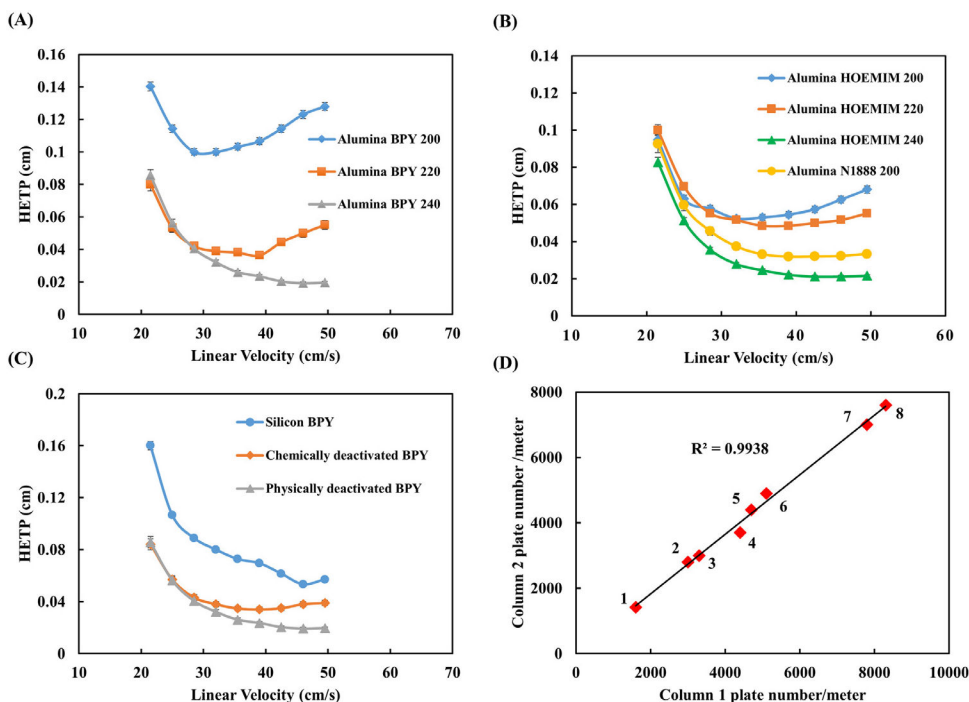 (A)
0.16
0.14
0.12
0.1
0.08
0.06
0.04
0.02
0
HETP (cm)
10
20
30
40
50
60
70
Linear Velocity (cm/s)
Alumina BPY 200
Alumina BPY 220
Alumina BPY 240
(B)
0.14
0.12
0.1
0.08
0.06
0.04
0.02
0
HETP (cm)
10
20
30
40
50
60
Linear Velocity (cm/s)
Alumina HOEMIM 200
Alumina HOEMIM 220
Alumina HOEMIM 240
Alumina N1888 200
(C)
0.2
0.16
0.12
0.08
0.04
0
HETP (cm)
10
20
30
40
50
60
70
Linear Velocity (cm/s)
Silicon BPY
Chemically deactivated BPY
Physically deactivated BPY
(D)
8000
6000
4000
2000
0
Column 2 plate number /meter
0
2000
4000
6000
8000
10000
Column 1 plate number/meter
R² = 0.9938
1
2
3
4
5
6
7
8